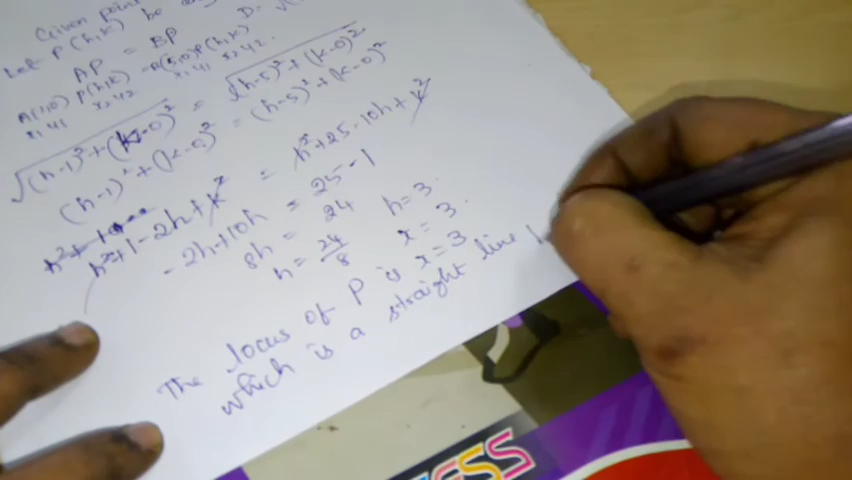 Given point
Let P(h,k) be any
AP = BP
A(1,0) P(h,k) = B(5,0) P(h,k)
x₁ y₁ x₂ y₂ x₁ y₁ x₂ y₂.
√(h-1)²+(k-0)² = √(h-5)²+(k-0)²
(h-1)²+(k-0)² = (h-5)²+(k-0)²
h²+1-2h+k² = h²+25-10h+k²
-2h+10h = 25-1
8h = 24
h = 24/8 h=3.
x = 3.
The locus of P is x=3
which is a straight line
ESS